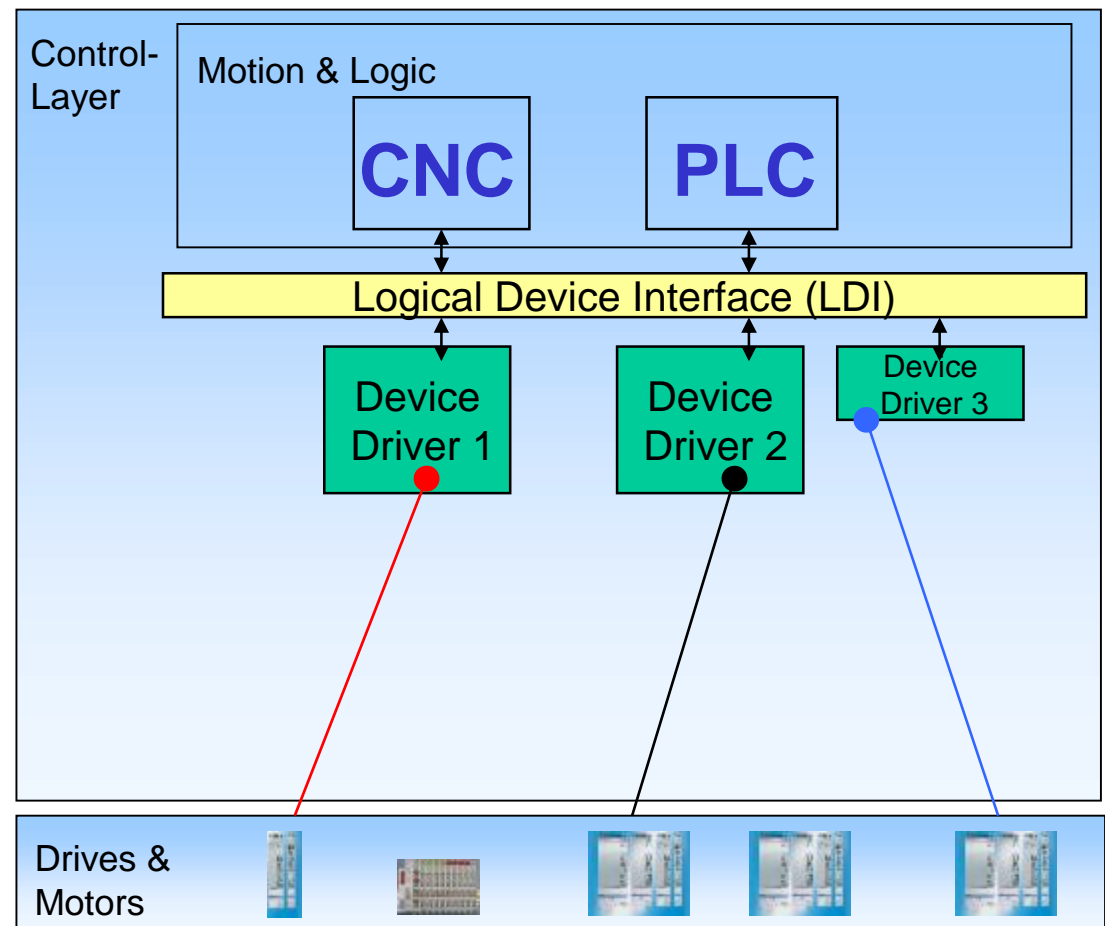 Control-
Layer
Motion & Logic
CNC
PLC
Logical Device Interface (LDI)
Device
Driver 1
Device
Driver 2
Device
Driver 3
Drives &
Motors